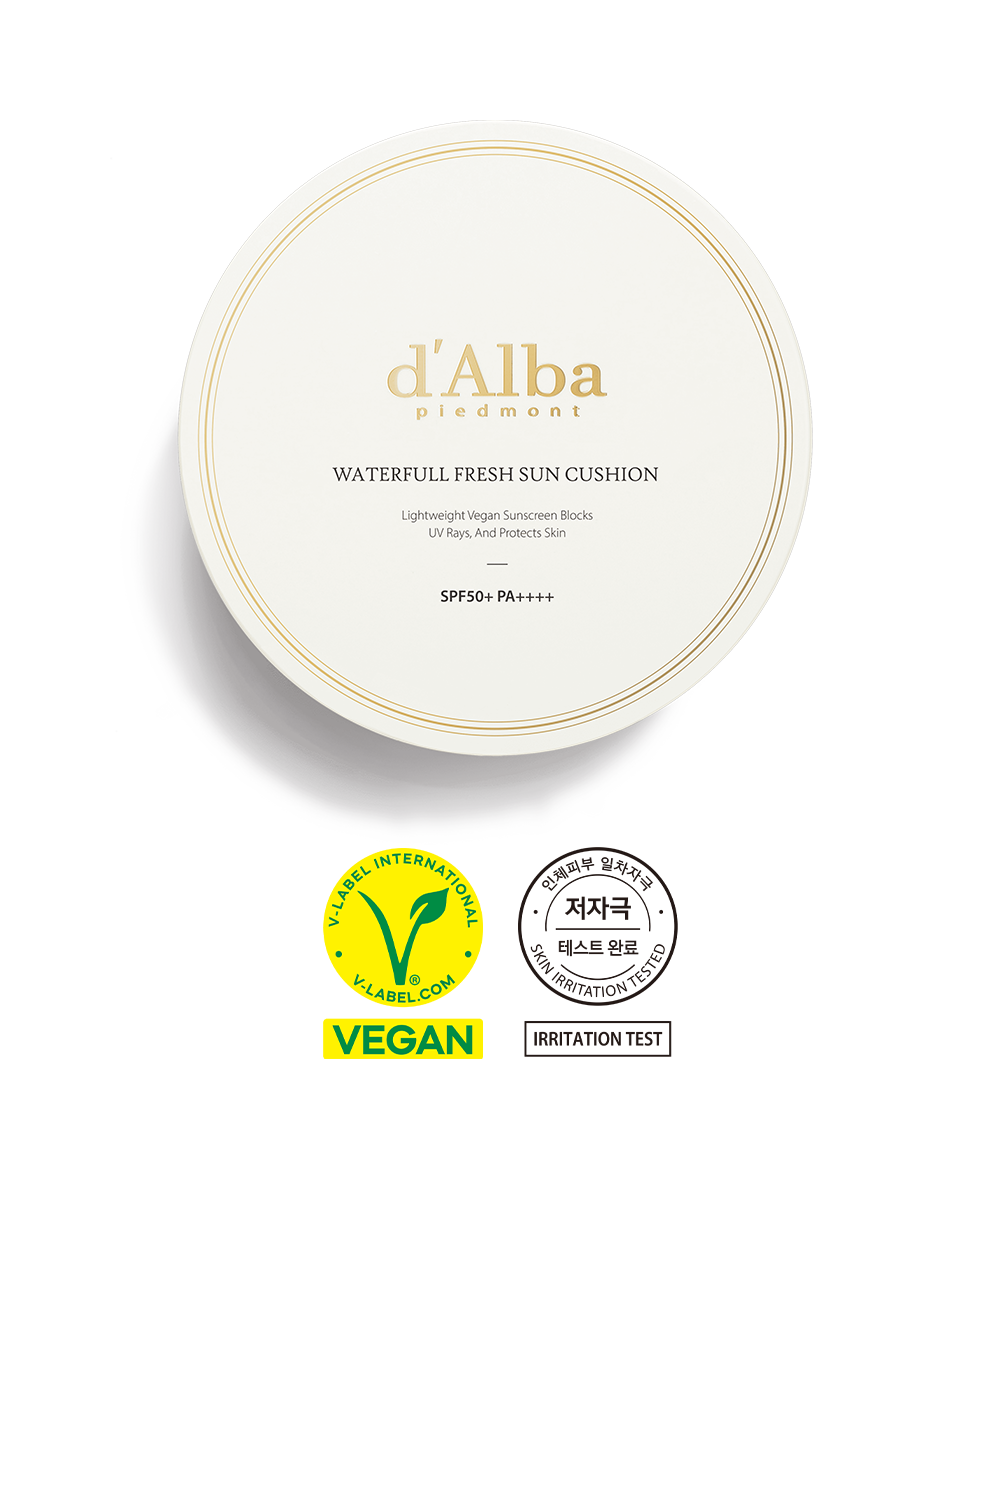 d'Alba
piedmont
WATERFULL FRESH SUN CUSHION
Lightweight Vegan Sunscreen Blocks
UV Rays, And Protects Skin
SPF50+ PA++++
V-LABEL INTERNATIONAL
V-LABEL.COM
®
VEGAN
인체피부 일차자극
저자극
테스트 완료
SKIN IRRITATION TESTED
IRRITATION TEST